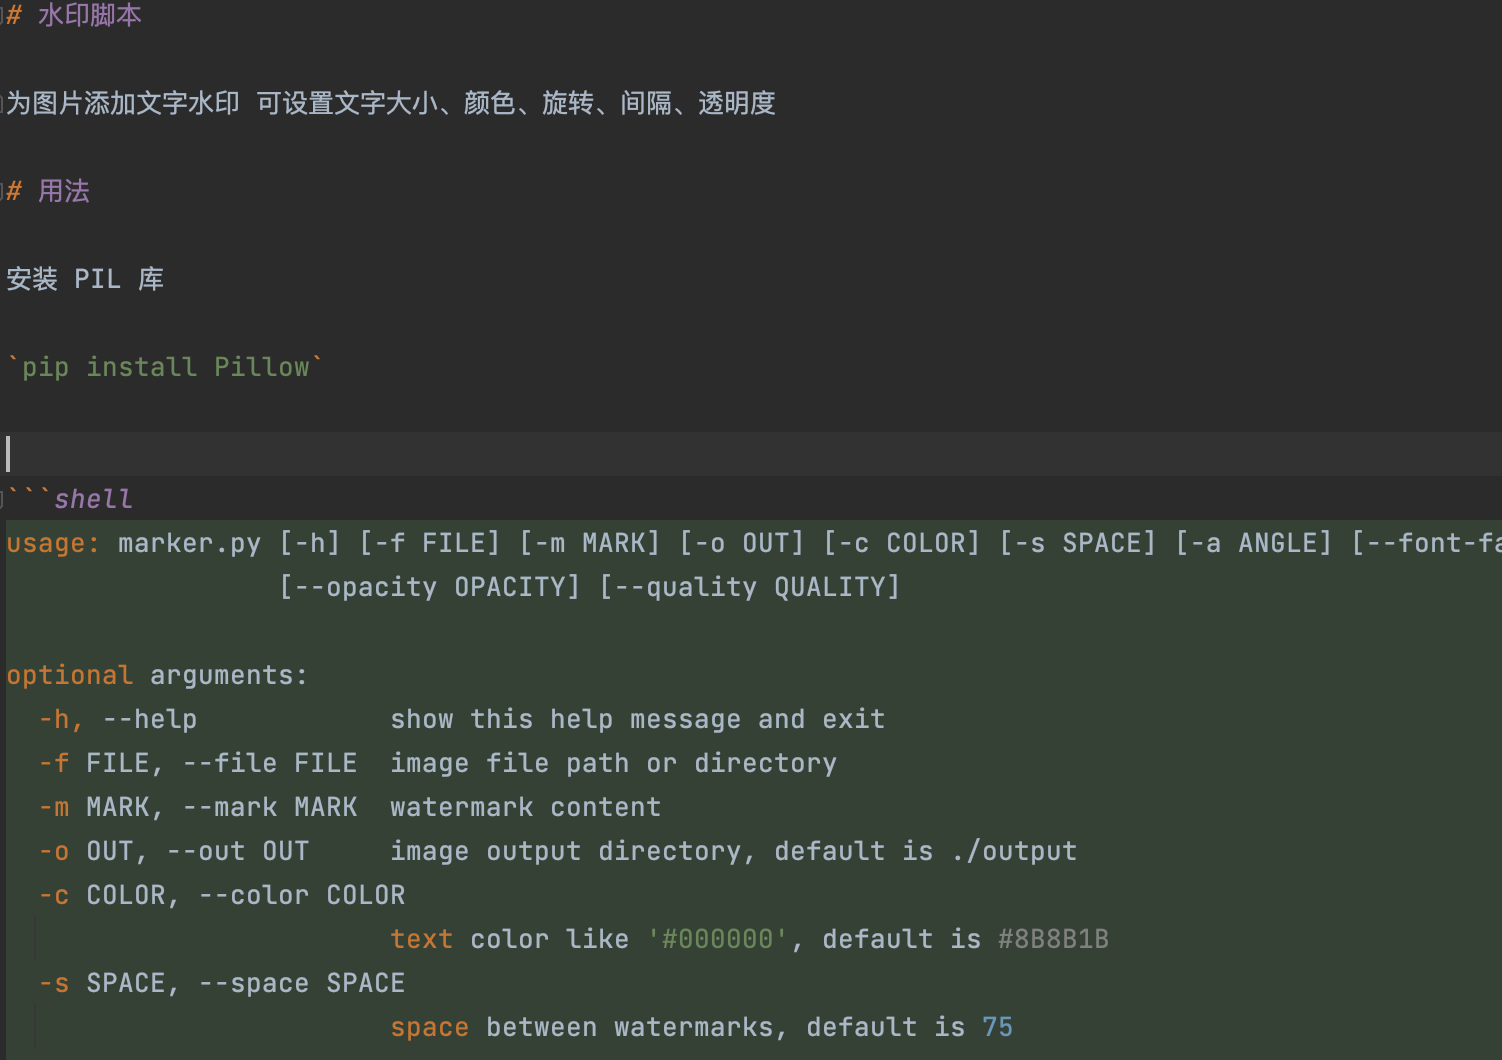 # 水印脚本
为图片添加文字水印 可设置文字大小、颜色、旋转、间隔、透明度
# 用法
安装 PIL 库
`pip install Pillow`
```shell
usage: marker.py [-h] [-f FILE] [-m MARK] [-o OUT] [-c COLOR] [-s SPACE] [-a ANGLE] [--font-fa
[--opacity OPACITY] [--quality QUALITY]
optional arguments:
-h, --help show this help message and exit
-f FILE, --file FILE image file path or directory
-m MARK, --mark MARK watermark content
-o OUT, --out OUT image output directory, default is ./output
-c COLOR, --color COLOR
text color like '#000000', default is #8B8B1B
-s SPACE, --space SPACE
space between watermarks, default is 75